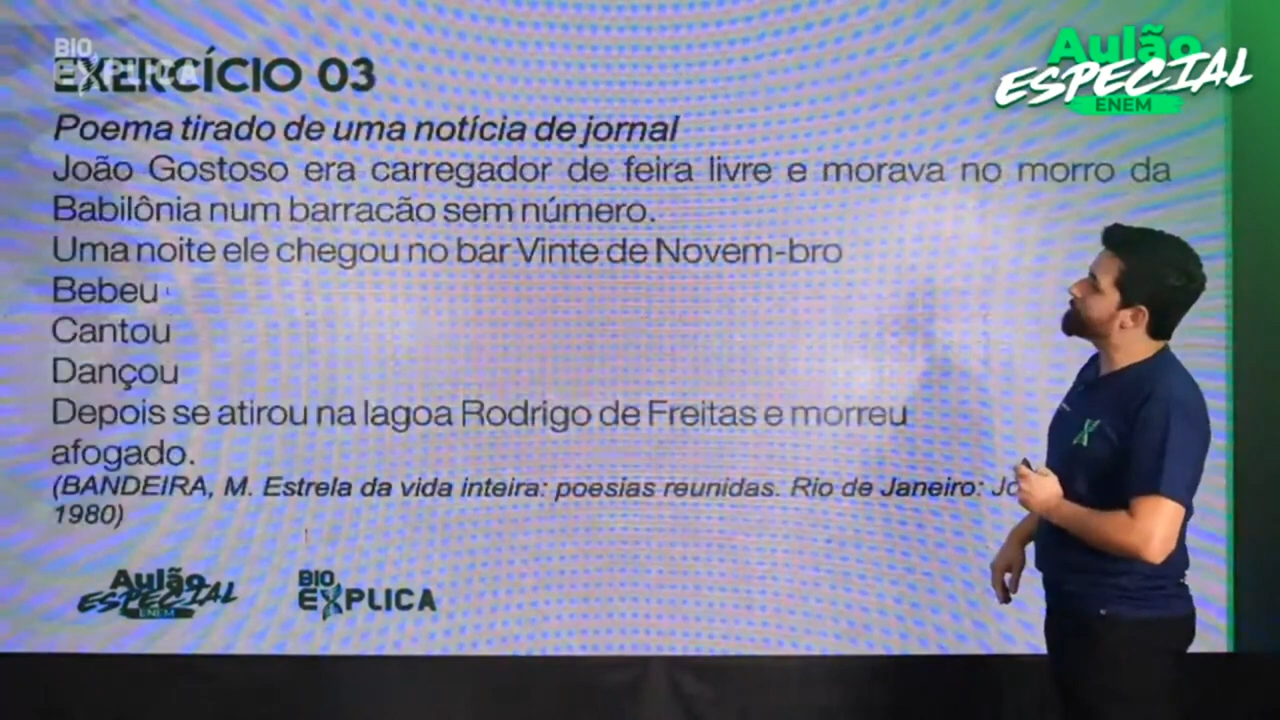 BIO
EXPLICA
EXERCÍCIO 03
Aulão
ESPECIAL
ENEM
Poema tirado de uma notícia de jornal
João Gostoso era carregador de feira livre e morava no morro da
Babilônia num barracão sem número.
Uma noite ele chegou no bar Vinte de Novem-bro
Bebeu
Cantou
Dançou
Depois se atirou na lagoa Rodrigo de Freitas e morreu
afogado.
(BANDEIRA, M. Estrela da vida inteira: poesias reunidas. Rio de Janeiro:
1980)
Aulão
ESPECIAL
ENEM
BIO
EXPLICA